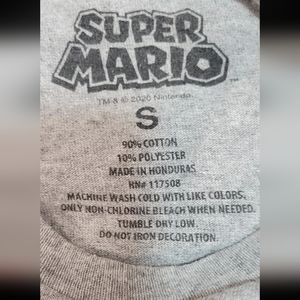 SUPER
MARIO™
TM & © 2020 Nintendo.
S
90% COTTON
10% POLYESTER
MADE IN HONDURAS
RN# 117508
MACHINE WASH COLD WITH LIKE COLORS.
ONLY NON-CHLORINE BLEACH WHEN NEEDED.
TUMBLE DRY LOW.
DO NOT IRON DECORATION.